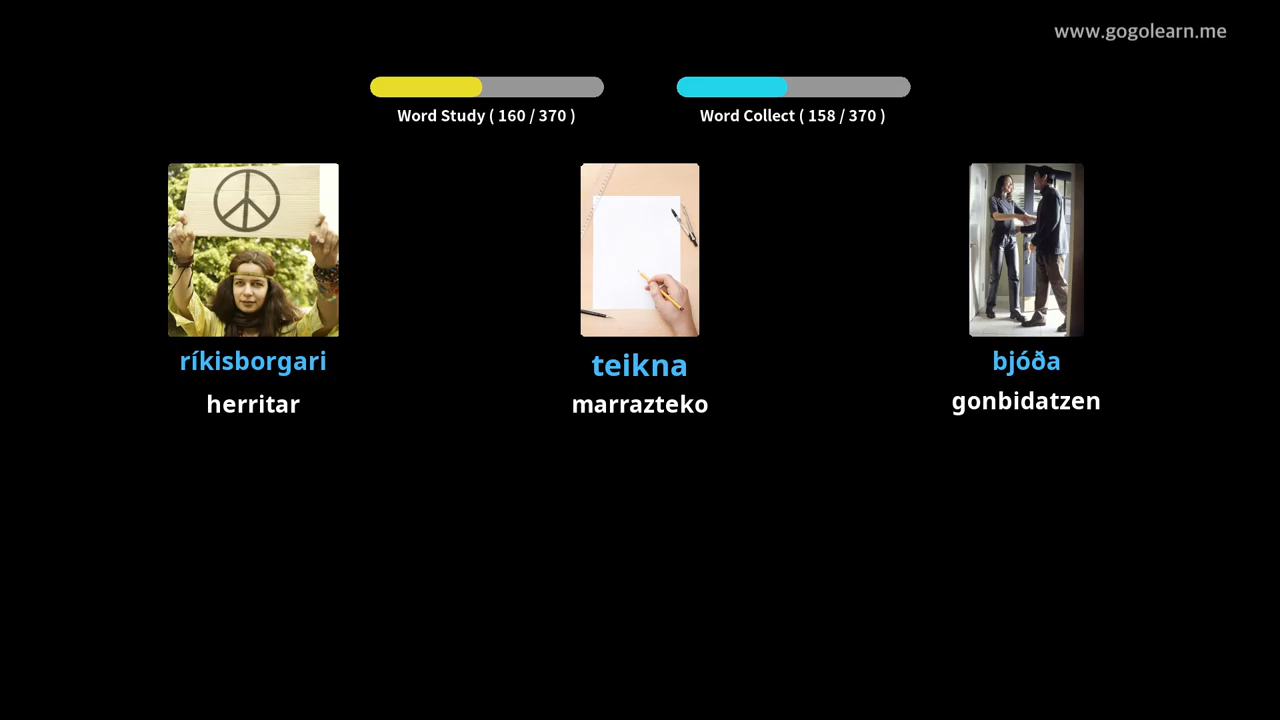 www.gogolearn.me
Word Study ( 160 / 370 )
Word Collect ( 158 / 370 )
ríkisborgari
teikna
bjóða
herritar
marrazteko
gonbidatzen